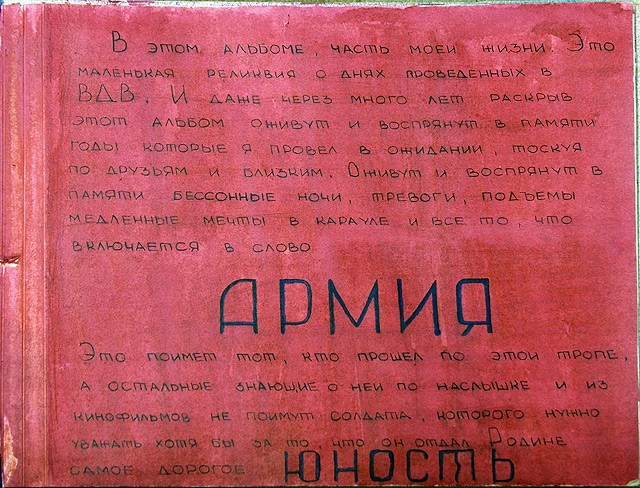 В этом альбоме, часть моей жизни. Это
маленькая реликвия о днях проведенных в
ВДВ. И даже через много лет раскрыв
этот альбом оживут и воспрянут в памяти
годы которые я провел в ожидании, тоскуя
по друзьям и близким. Оживут и воспрянут в
памяти бессонные ночи, тревоги, подъемы
медленные мечты в карауле и все то, что
включается в слово
АРМИЯ
Это поймет тот, кто прошел по этой тропе,
а остальные знающие о ней по наслышке и из
кинофильмов не поймут солдата, которого нужно
уважать хотя бы за то, что он отдал Родине
самое дорогое ЮНОСТЬ